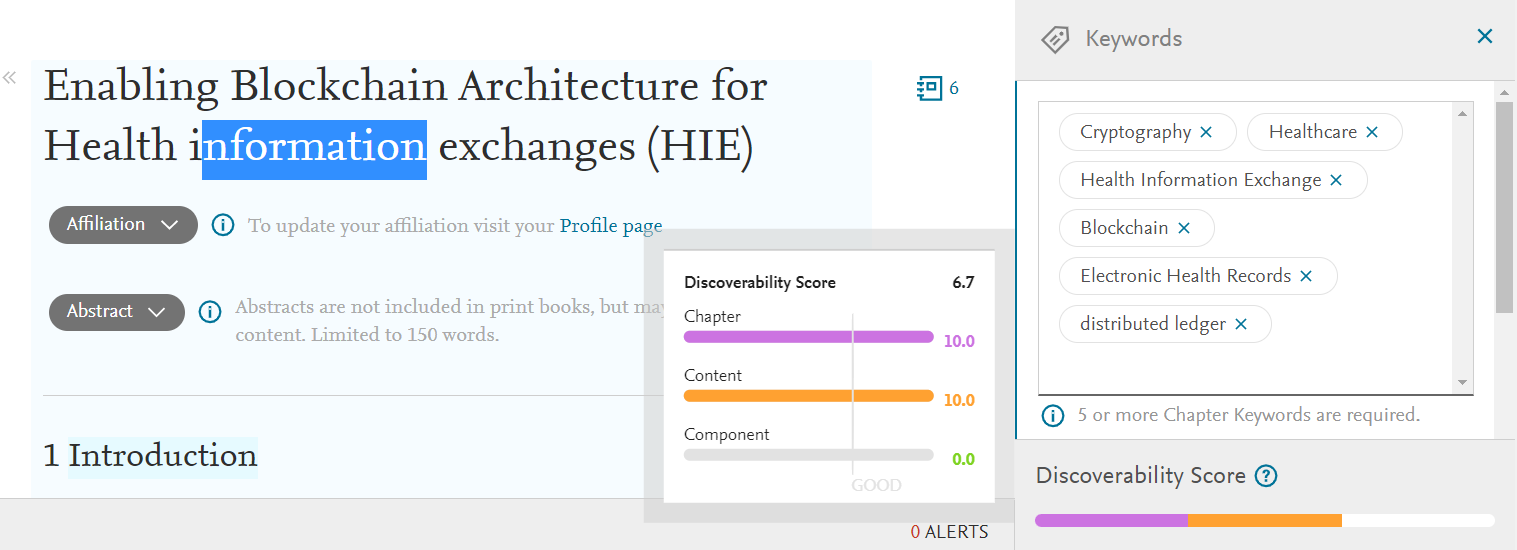 Enabling Blockchain Architecture for
Health information exchanges (HIE)
6
Affiliation
To update your affiliation visit your Profile page
Abstract
Abstracts are not included in print books, but may
content. Limited to 150 words.
1 Introduction
Discoverability Score 6.7
Chapter
10.0
Content
10.0
Component
0.0
GOOD
0 ALERTS
Keywords
Cryptography
Healthcare
Health Information Exchange
Blockchain
Electronic Health Records
distributed ledger
5 or more Chapter Keywords are required.
Discoverability Score